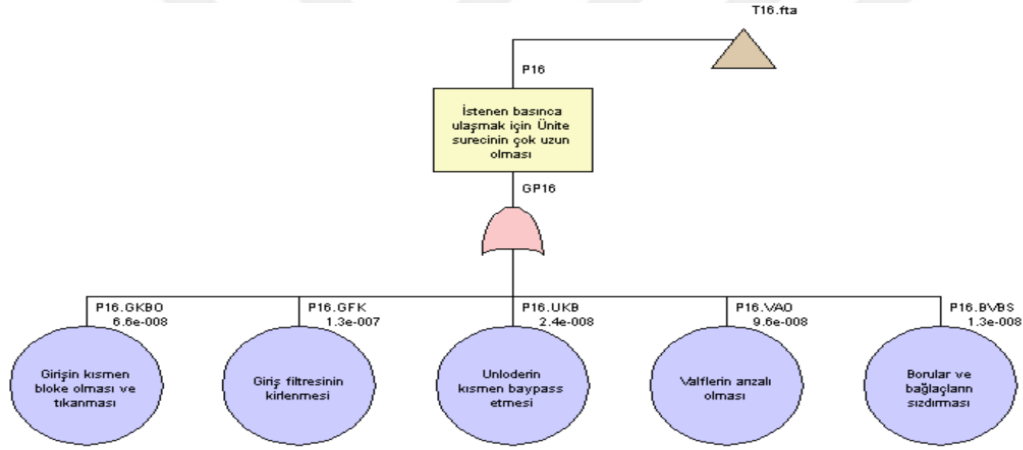 T16.fta
P16
İstenen basınca
ulaşmak için Ünite
surecinin çok uzun
olması
GP16
P16.GKBO
6.6e-008
P16.GFK
1.3e-007
P16.UKB
2.4e-008
P16.VAO
9.6e-008
P16.BVBS
1.3e-008
Girişin kısmen
bloke olması ve
tıkanması
Giriş filtresinin
kirlenmesi
Unloderin
kısmen baypass
etmesi
Valflerin arızalı
olması
Borular ve
bağlaçların
sızdırması